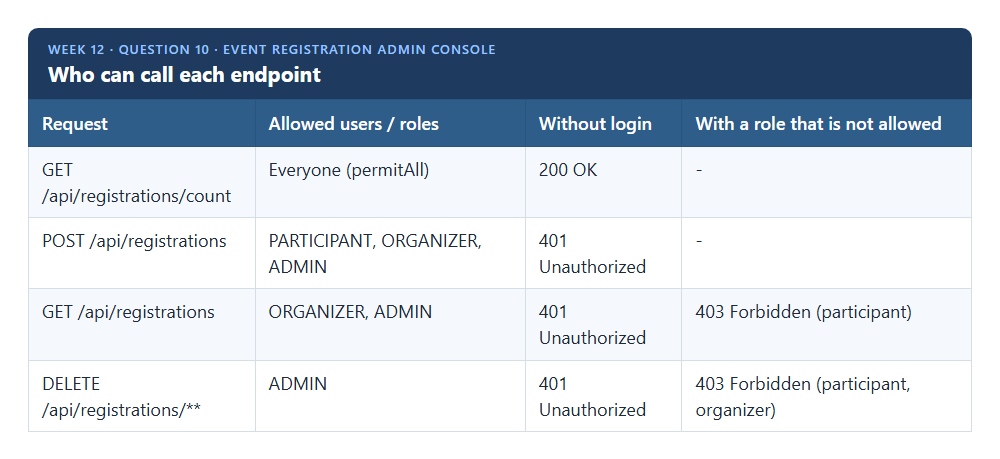 WEEK 12 · QUESTION 10 · EVENT REGISTRATION ADMIN CONSOLE
Who can call each endpoint
Request
Allowed users / roles
Without login
With a role that is not allowed
GET
/api/registrations/count
Everyone (permitAll)
200 OK
-
POST /api/registrations
PARTICIPANT, ORGANIZER,
ADMIN
401
Unauthorized
-
GET /api/registrations
ORGANIZER, ADMIN
401
Unauthorized
403 Forbidden (participant)
DELETE
/api/registrations/**
ADMIN
401
Unauthorized
403 Forbidden (participant,
organizer)